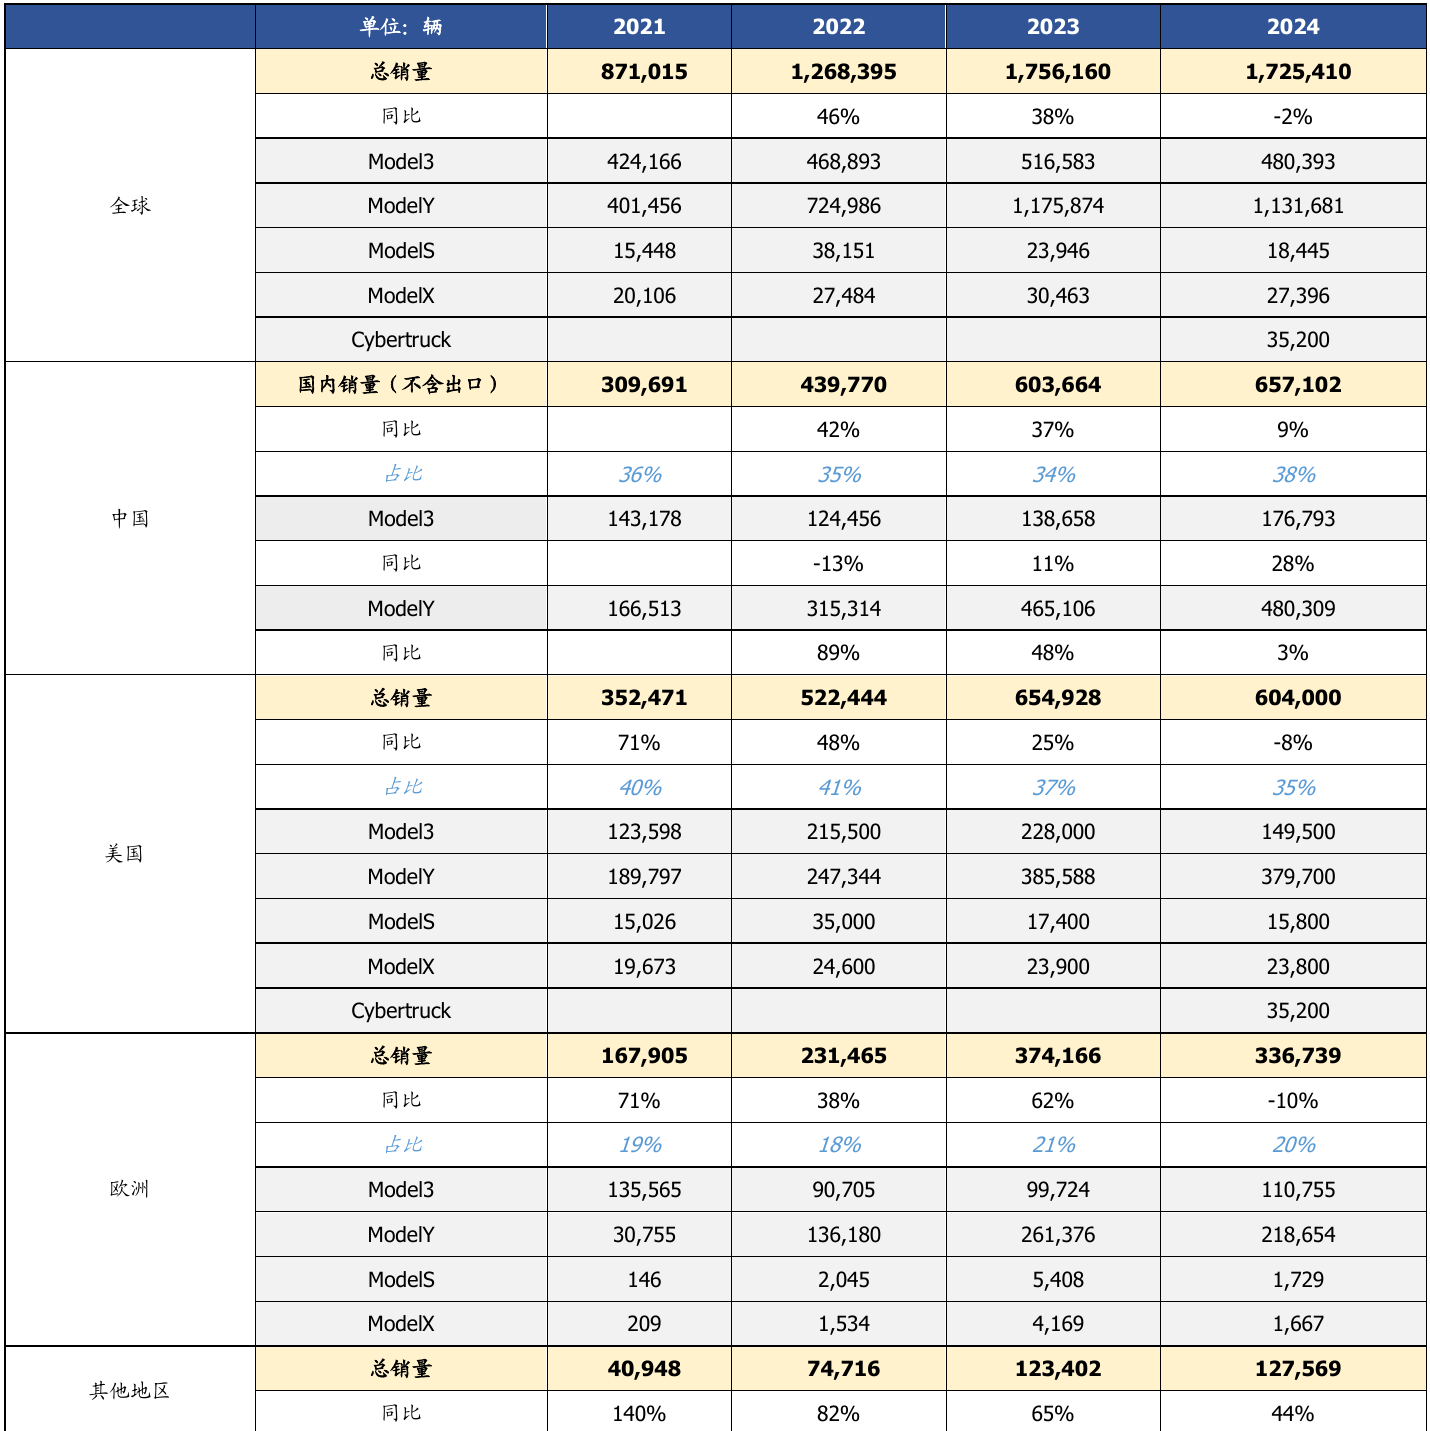 单位：辆 2021 2022 2023 2024
总销量 871,015 1,268,395 1,756,160 1,725,410
同比 46% 38% -2%
Model3 424,166 468,893 516,583 480,393
全球 ModelY 401,456 724,986 1,175,874 1,131,681
ModelS 15,448 38,151 23,946 18,445
ModelX 20,106 27,484 30,463 27,396
Cybertruck 35,200
国内销量（不含出口） 309,691 439,770 603,664 657,102
同比 42% 37% 9%
占比 36% 35% 34% 38%
中国 Model3 143,178 124,456 138,658 176,793
同比 -13% 11% 28%
ModelY 166,513 315,314 465,106 480,309
同比 89% 48% 3%
总销量 352,471 522,444 654,928 604,000
同比 71% 48% 25% -8%
占比 40% 41% 37% 35%
Model3 123,598 215,500 228,000 149,500
美国 ModelY 189,797 247,344 385,588 379,700
ModelS 15,026 35,000 17,400 15,800
ModelX 19,673 24,600 23,900 23,800
Cybertruck 35,200
总销量 167,905 231,465 374,166 336,739
同比 71% 38% 62% -10%
占比 19% 18% 21% 20%
欧洲 Model3 135,565 90,705 99,724 110,755
ModelY 30,755 136,180 261,376 218,654
ModelS 146 2,045 5,408 1,729
ModelX 209 1,534 4,169 1,667
其他地区 总销量 40,948 74,716 123,402 127,569
同比 140% 82% 65% 44%